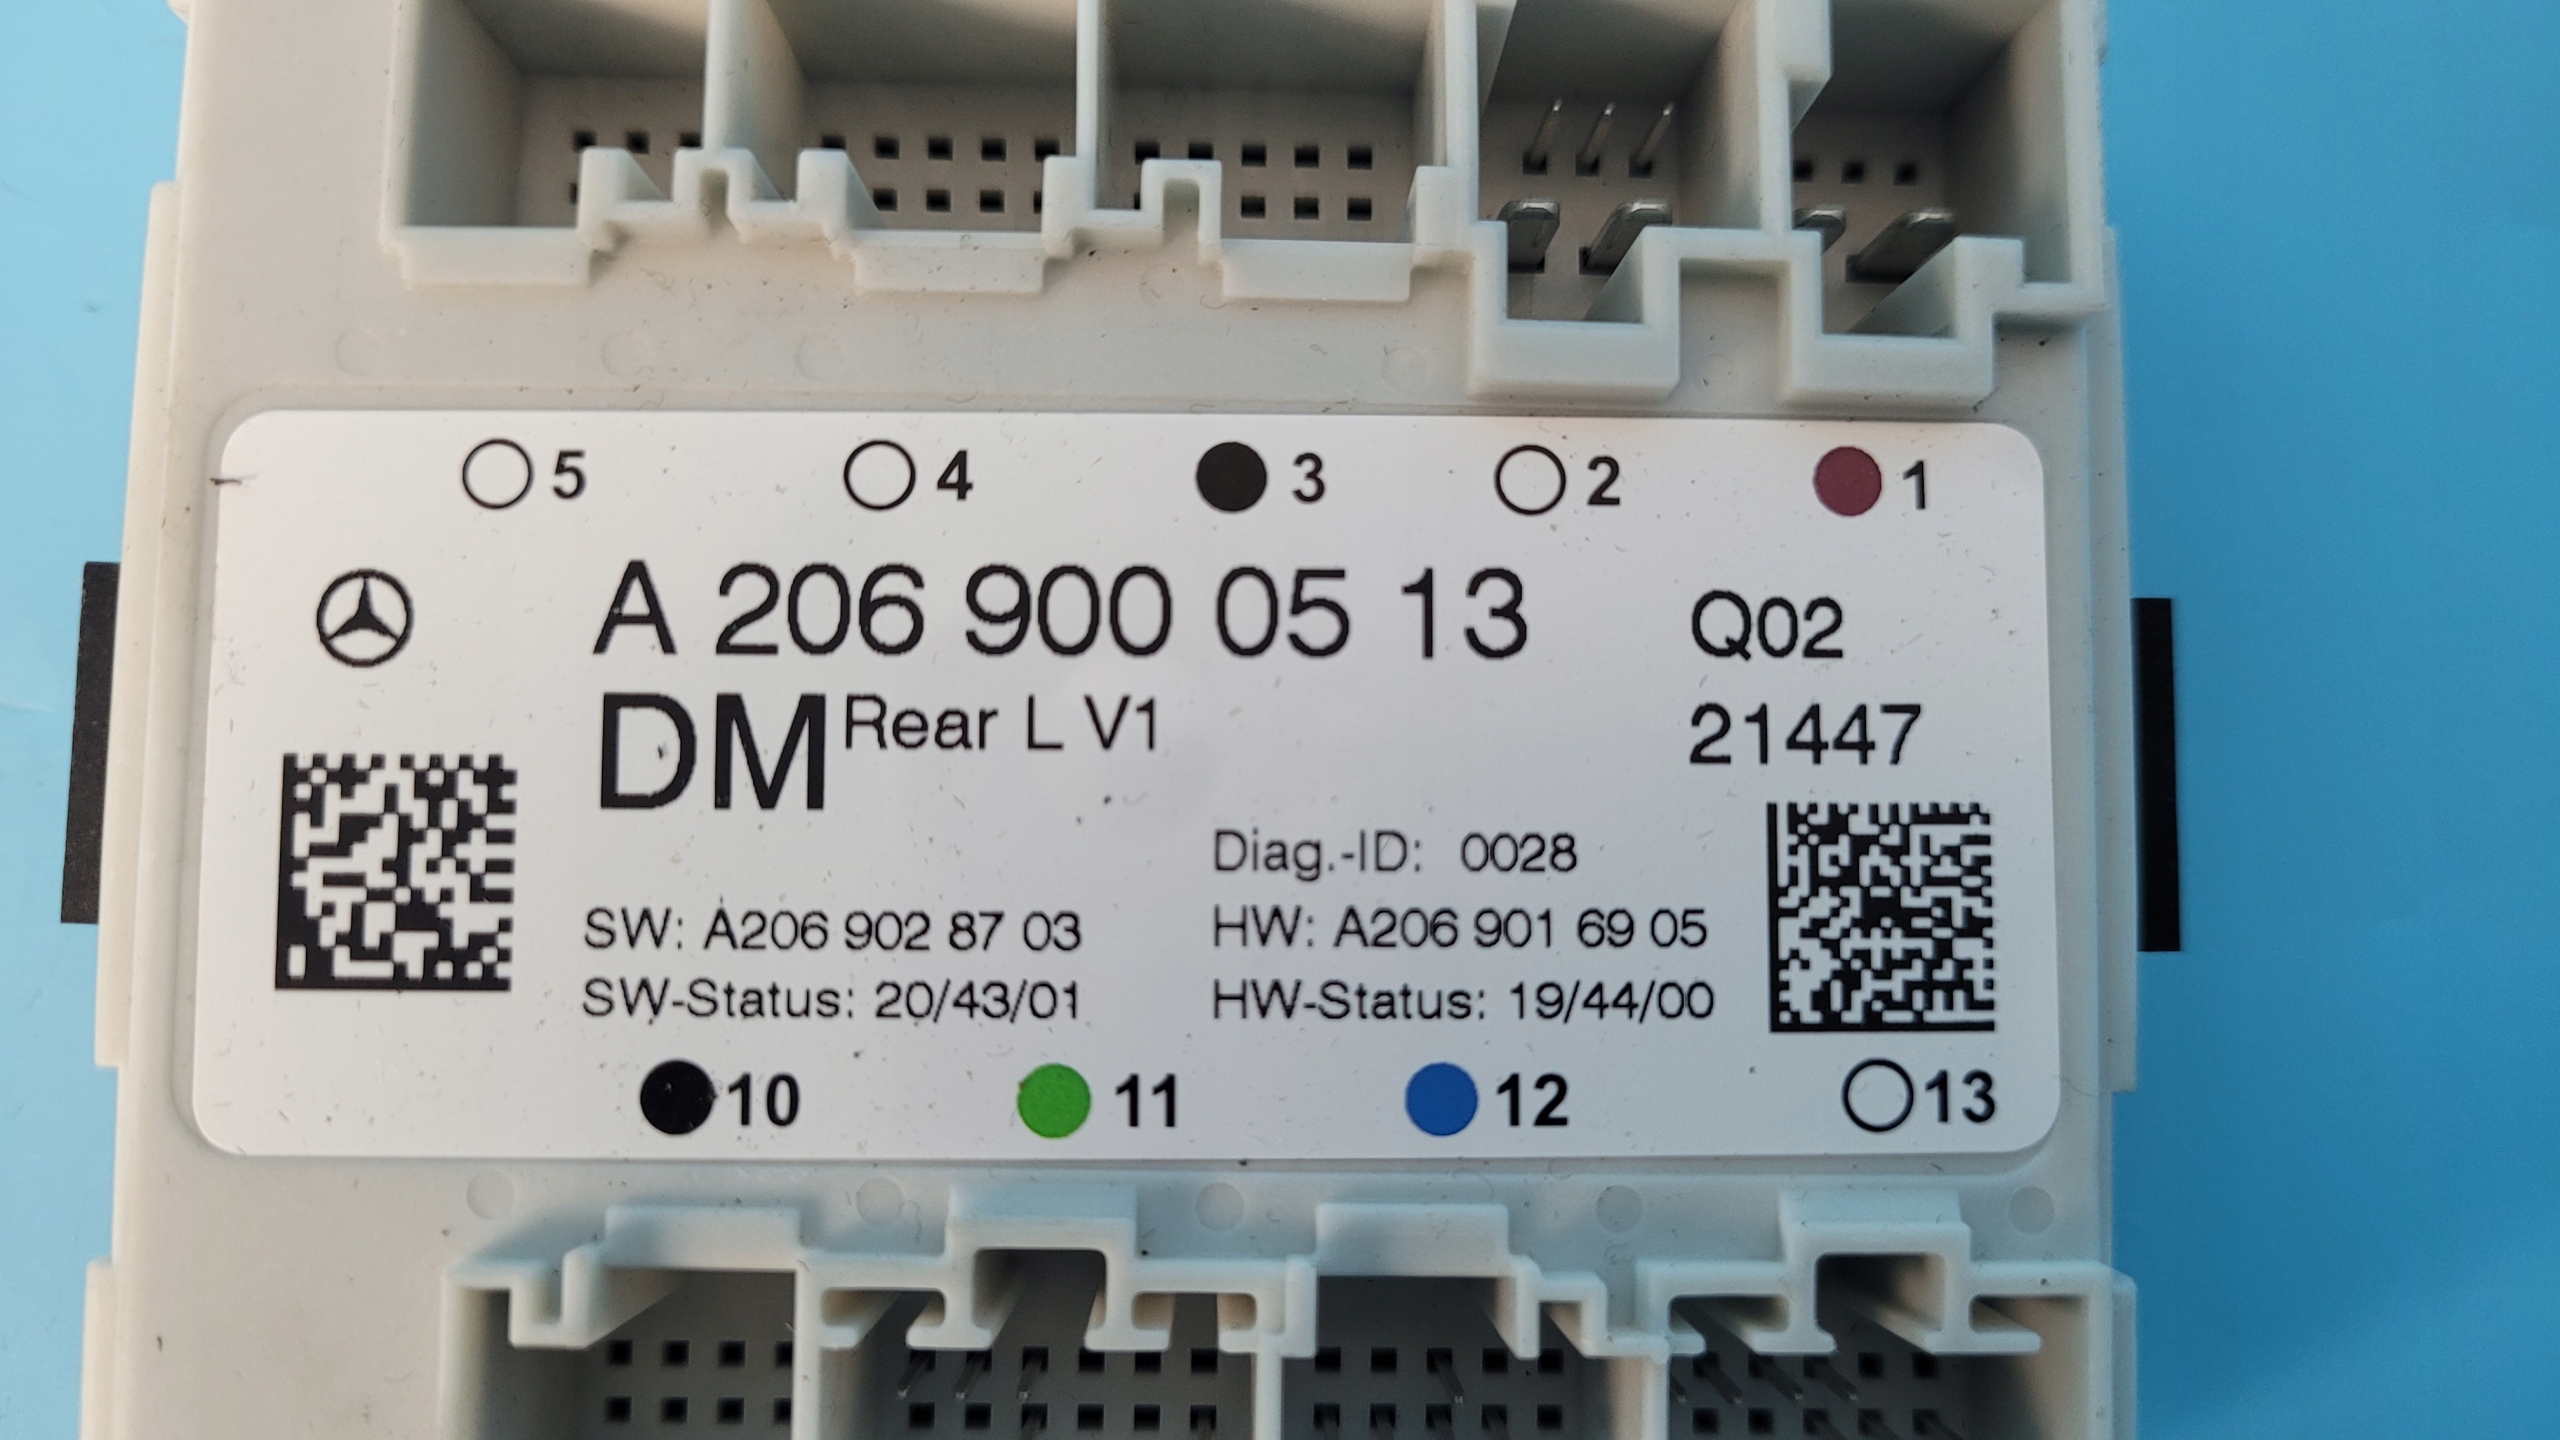 5 4 3 2 1
A 206 900 05 13 Q02
DM Rear L V1 21447
Diag.-ID: 0028
SW: A206 902 87 03 HW: A206 901 69 05
SW-Status: 20/43/01 HW-Status: 19/44/00
10 11 12 13